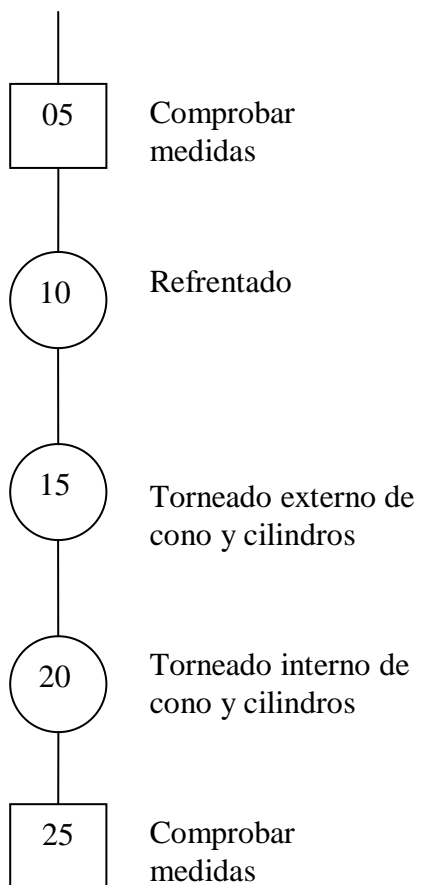 05
Comprobar
medidas
10
Refrentado
15
Torneado externo de
cono y cilindros
20
Torneado interno de
cono y cilindros
25
Comprobar
medidas